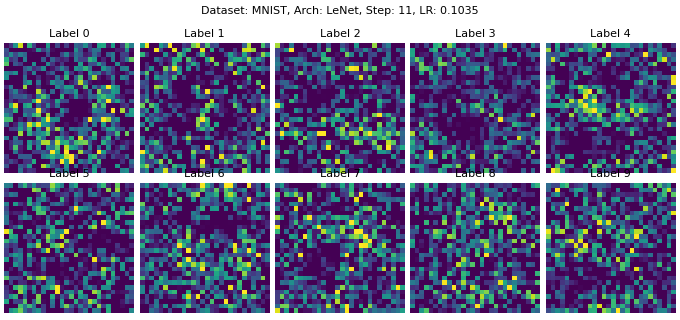 Dataset: MNIST, Arch: LeNet, Step: 11, LR: 0.1035
Label 0 Label 1 Label 2 Label 3 Label 4
Label 5 Label 6 Label 7 Label 8 Label 9